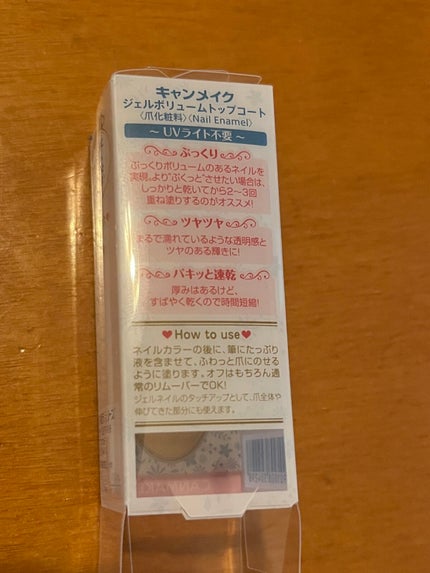 キャンメイク
ジェルボリュームトップコート
〈爪化粧料〉〈Nail Enamel〉
～UVライト不要～
ぷっくり
ぷっくりボリュームのあるネイルを
実現。より“ぷくっと”させたい場合は、
しっかりと乾いてから2〜3回
重ね塗りするのがオススメ!
ツヤツヤ
まるで濡れているような透明感と
ツヤのある輝きに!
パキッと速乾
厚みはあるけど、
すばやく乾くので時間短縮!
♥How to use♥
ネイルカラーの後に、筆にたっぷり
液を含ませて、ふわっと爪にのせる
ように塗ります。オフはもちろん通
常のリムーバーでOK!
ジェルネイルのタッチアップとして、爪全体や
伸びてきた部分にも使えます。